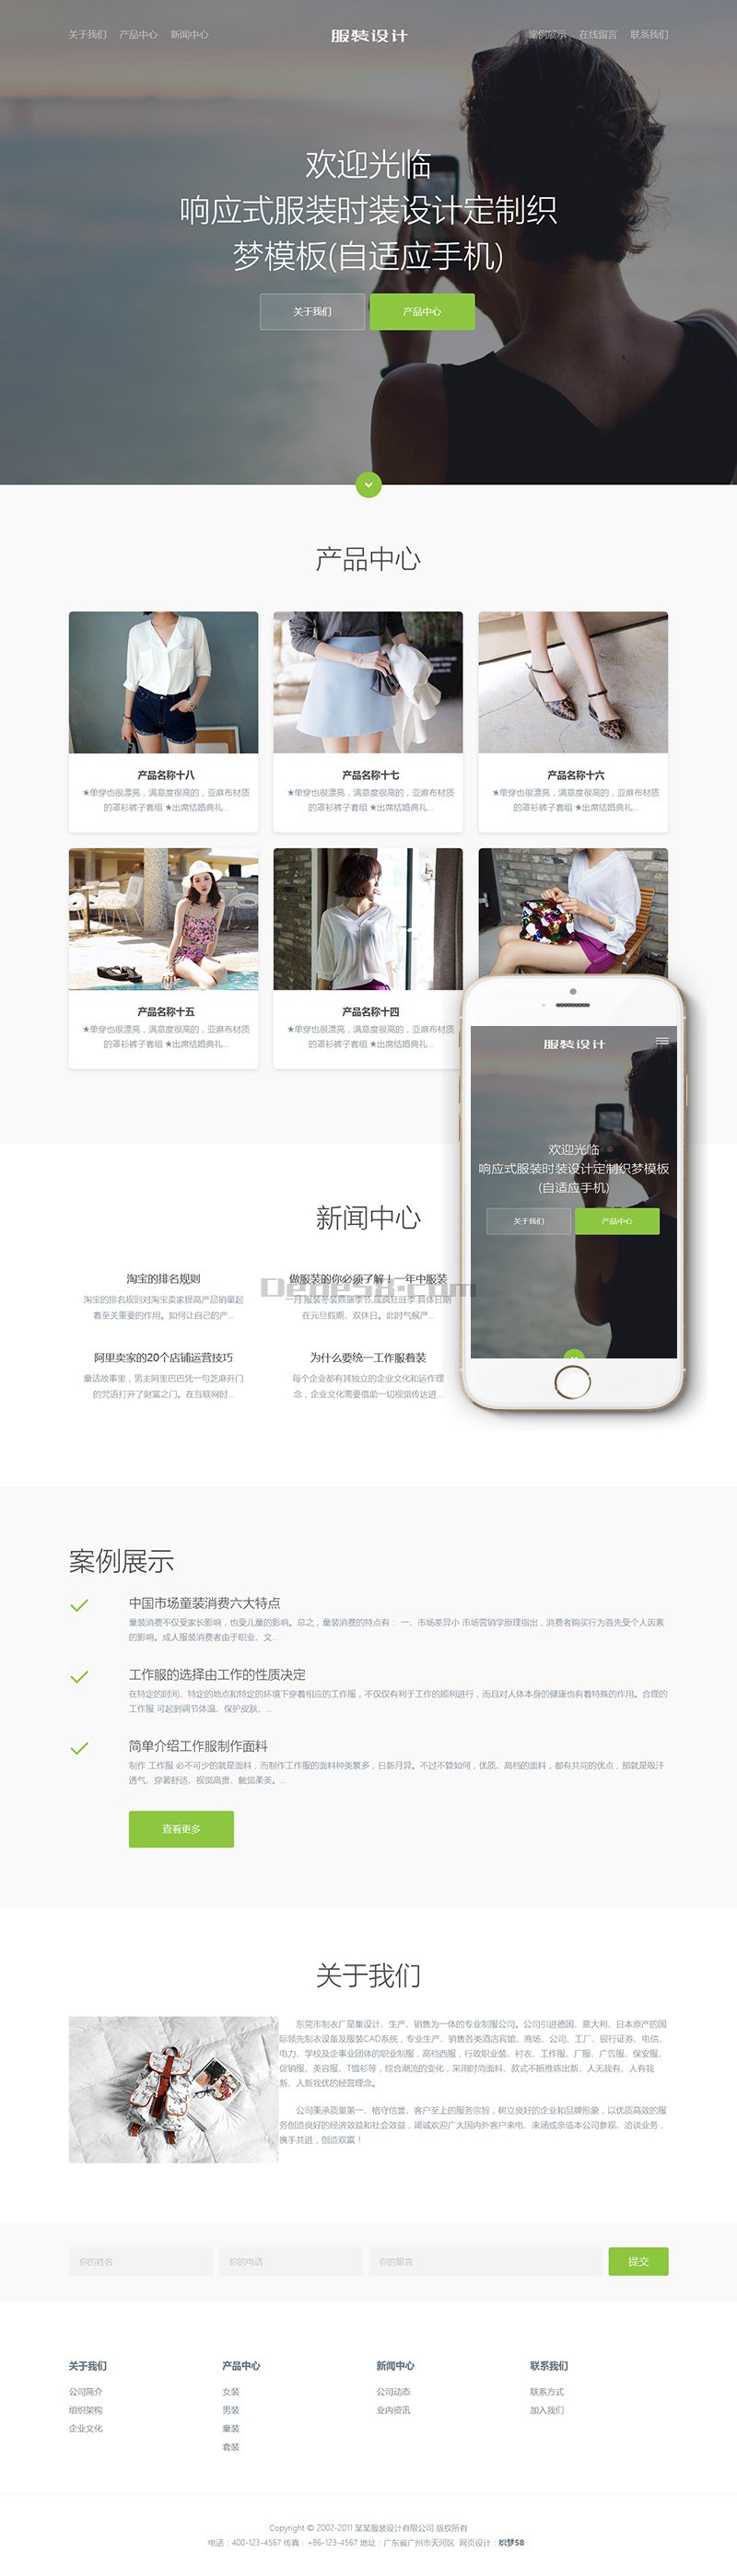 关于我们 产品中心 新闻中心 服装设计 案例展示 在线留言 联系我们
欢迎光临
响应式服装时装设计定制织
梦模板(自适应手机)
关于我们 产品中心
产品中心
产品名称十八
★单穿也很漂亮，满意度很高的，亚麻布材质
的罩衫裤子套组 ★出席结婚典礼...
产品名称十七
★单穿也很漂亮，满意度很高的，亚麻布材质
的罩衫裤子套组 ★出席结婚典礼...
产品名称十六
★单穿也很漂亮，满意度很高的，亚麻布材质
的罩衫裤子套组 ★出席结婚典礼...
产品名称十五
★单穿也很漂亮，满意度很高的，亚麻布材质
的罩衫裤子套组 ★出席结婚典礼...
产品名称十四
★单穿也很漂亮，满意度很高的，亚麻布材质
的罩衫裤子套组 ★出席结婚典礼...
服装设计
欢迎光临
响应式服装时装设计定制织梦模板
(自适应手机)
关于我们 产品中心
新闻中心
淘宝的排名规则
淘宝的排名规则对淘宝卖家提高产品销量起
着至关重要的作用。如何让自己的产...
做服装的你必须了解！一年中服装
在元旦假期、双休日。此时气候严...
Dede58.com
阿里卖家的20个店铺运营技巧
童话故事里，男主阿里巴巴凭一句芝麻开门
的咒语打开了财富之门。在互联网时...
为什么要统一工作服着装
每个企业都有其独立的企业文化和运作理
念，企业文化需要借助一切视觉传达进...
案例展示
中国市场童装消费六大特点
童装消费不仅受家长影响，也受儿童的影响。总之，童装消费的特点有： 一、市场差异小 市场营销学原理指出，消费者购买行为首先受个人因素
的影响。成人服装消费者由于职业、文...
工作服的选择由工作的性质决定
在特定的时间、特定的地点和特定的环境下穿着相应的工作服，不仅仅有利于工作的顺利进行，而且对人体本身的健康也有着特殊的作用。合理的
工作服 可起到调节体温、保护皮肤、...
简单介绍工作服制作面料
制作 工作服 必不可少的就是面料，而制作工作服的面料种类繁多，日新月异。不过不管如何，优质、高档的面料，都有共同的优点，那就是吸汗
透气、穿著舒适、视觉高贵、触觉柔美。...
查看更多
关于我们
东莞市制衣厂是集设计、生产、销售为一体的专业制服公司。公司引进德国、意大利、日本原产的国
际领先制衣设备及服装CAD系统，专业生产、销售各类酒店宾馆、商场、公司、工厂、银行证券、电信、
电力、学校及企事业团体的职业制服，高档西服，行政职业装、衬衣、工作服、厂服、广告服、保安服、
促销服、美容服、T恤衫等，综合潮流的变化，采用时尚面料、款式不断推陈出新、人无我有、人有我
新、人新我优的经营理念。
公司秉承质量第一、恪守信誉、客户至上的服务宗旨，树立良好的企业和品牌形象，以优质高效的服
务创造良好的经济效益和社会效益，竭诚欢迎广大国内外客户来电、来函或亲临本公司参观、洽谈业务，
携手共进，创造双赢！
你的姓名 你的电话 你的留言 提交
关于我们 产品中心 新闻中心 联系我们
公司简介 女装 公司动态 联系方式
组织架构 男装 业内资讯 加入我们
企业文化 童装
套装
Copyright © 2002-2011 某某服装设计有限公司 版权所有
电话：400-123-4567 传真：+86-123-4567 地址：广东省广州市天河区 网页设计：织梦58